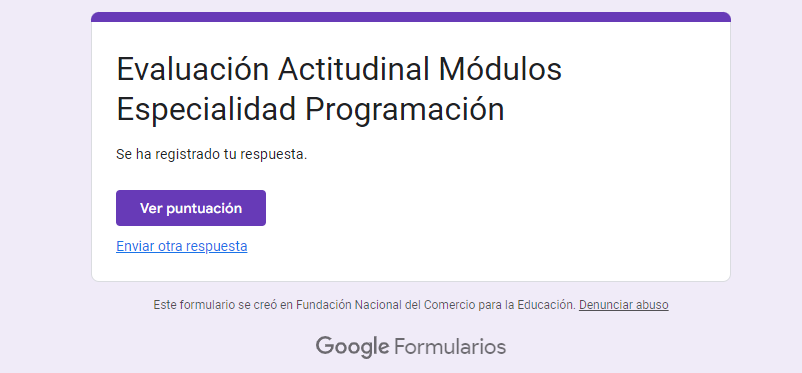 Evaluación Actitudinal Módulos
Especialidad Programación
Se ha registrado tu respuesta.
Ver puntuación
Enviar otra respuesta
Este formulario se creó en Fundación Nacional del Comercio para la Educación. Denunciar abuso
Google Formularios